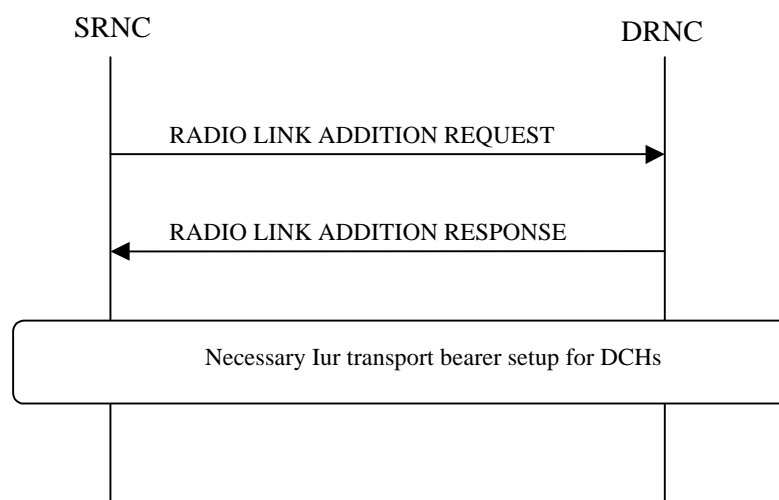 SRNC
DRNC
RADIO LINK ADDITION REQUEST
RADIO LINK ADDITION RESPONSE
Necessary Iur transport bearer setup for DCHs